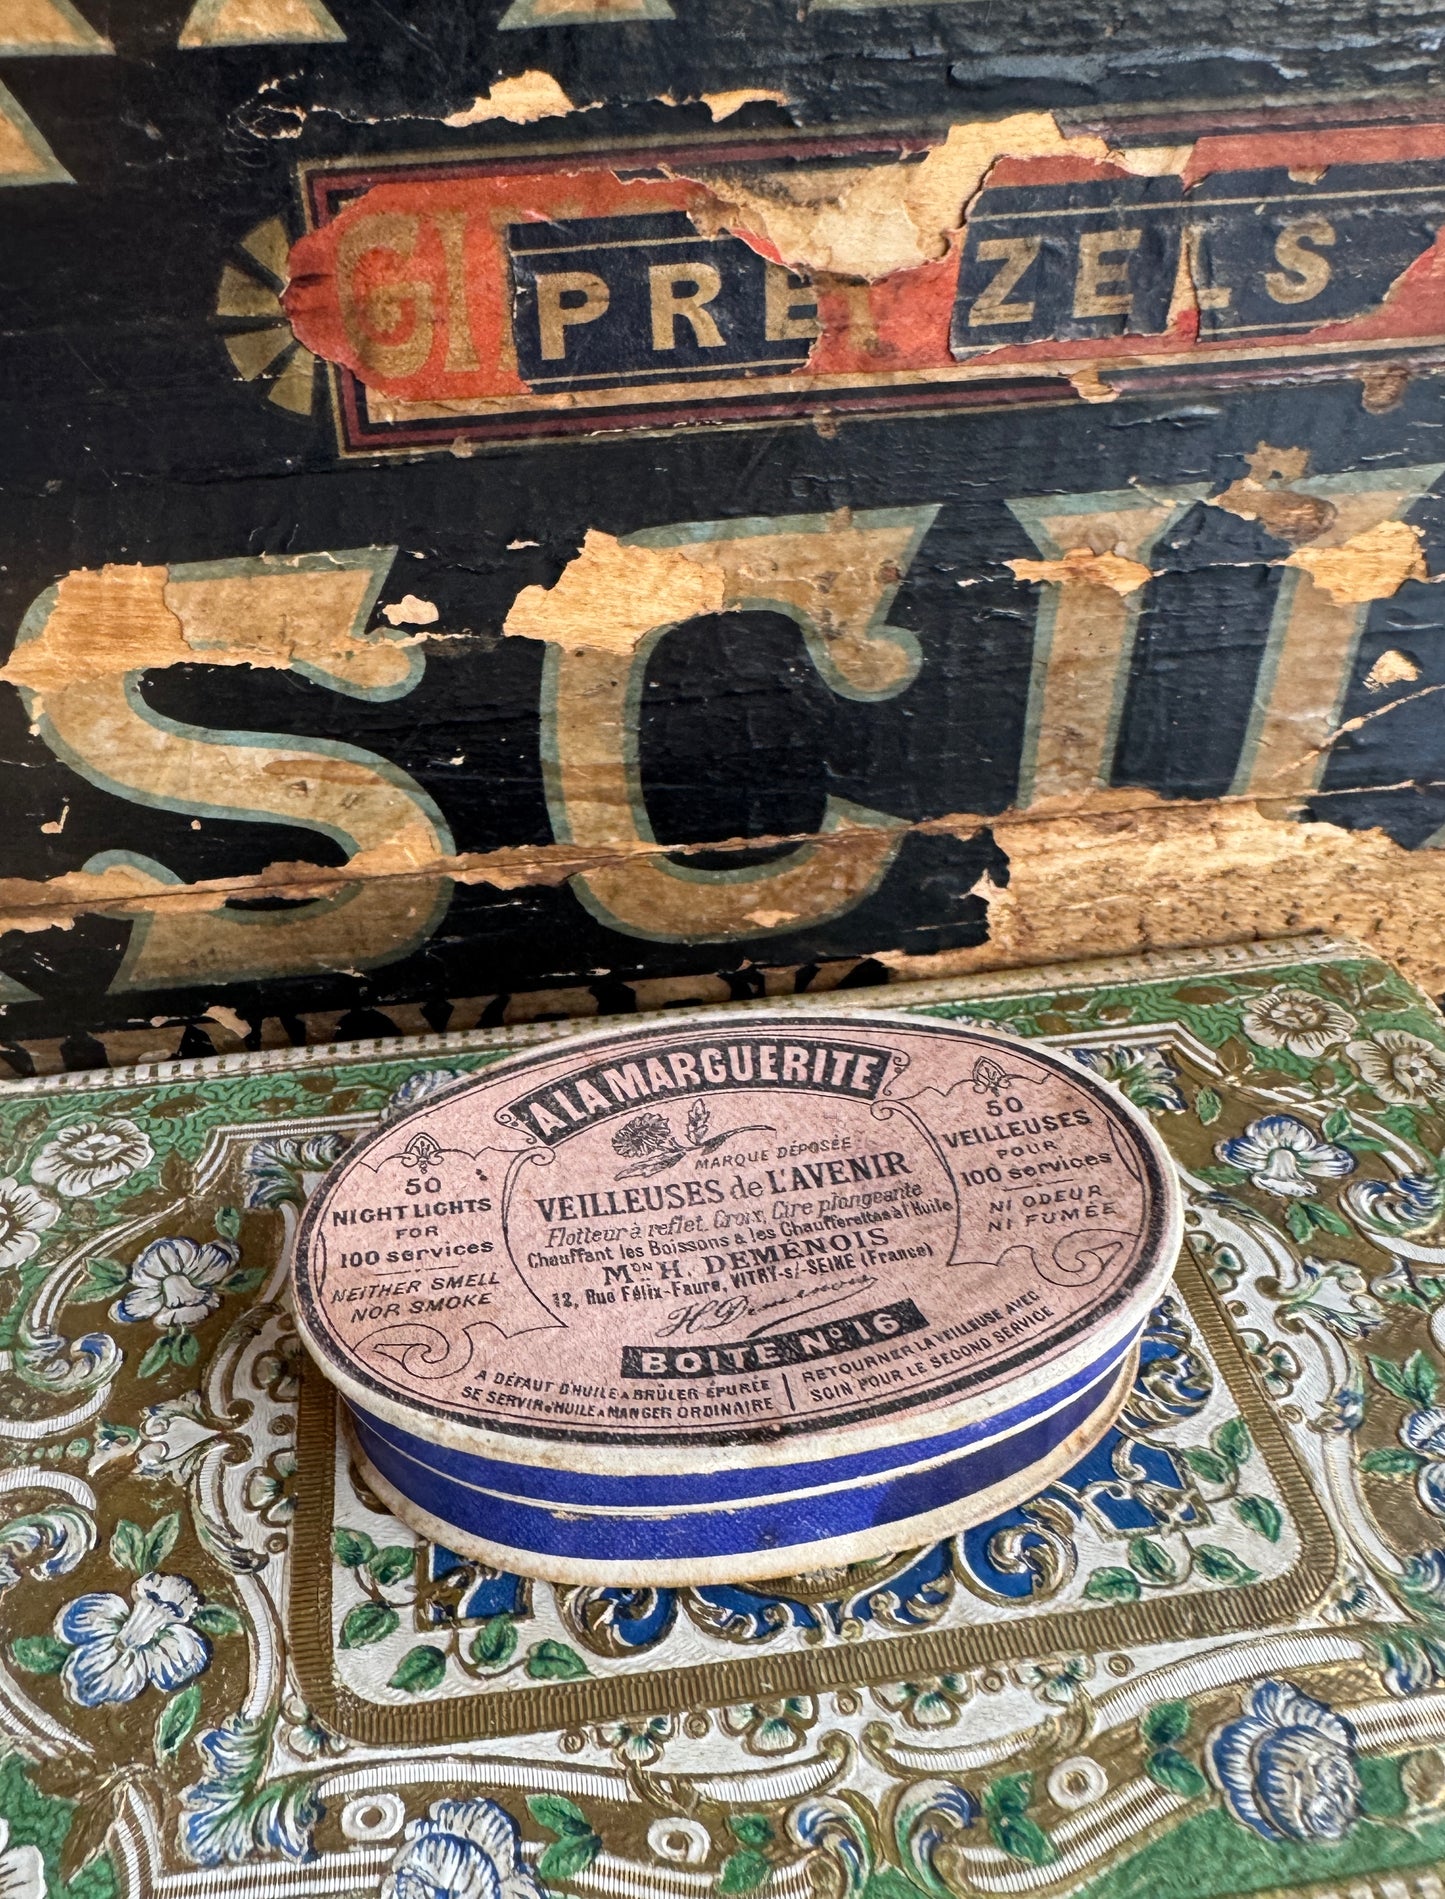 GI
PRE ZELS
SCU
A LA MARGUERITE
MARQUE DÉPOSÉE
VEILLEUSES de L'AVENIR
Flotteur à reflet, Croix, Cire plongeante
Chauffant les Boissons & les Chaufferettes à l'Huile
MON H. DEMENOIS
12, Rue Félix-Faure, VITRY-s/-SEINE (France)
H. Demenois
BOITE No 16
50
NIGHT LIGHTS
FOR
100 services
NEITHER SMELL
NOR SMOKE
50
VEILLEUSES
POUR
100 services
NI ODEUR
NI FUMÉE
A DÉFAUT D'HUILE A BRÛLER ÉPURÉE
SE SERVIR D'HUILE A MANGER ORDINAIRE
RETOURNER LA VEILLEUSE AVEC
SOIN POUR LE SECOND SERVICE